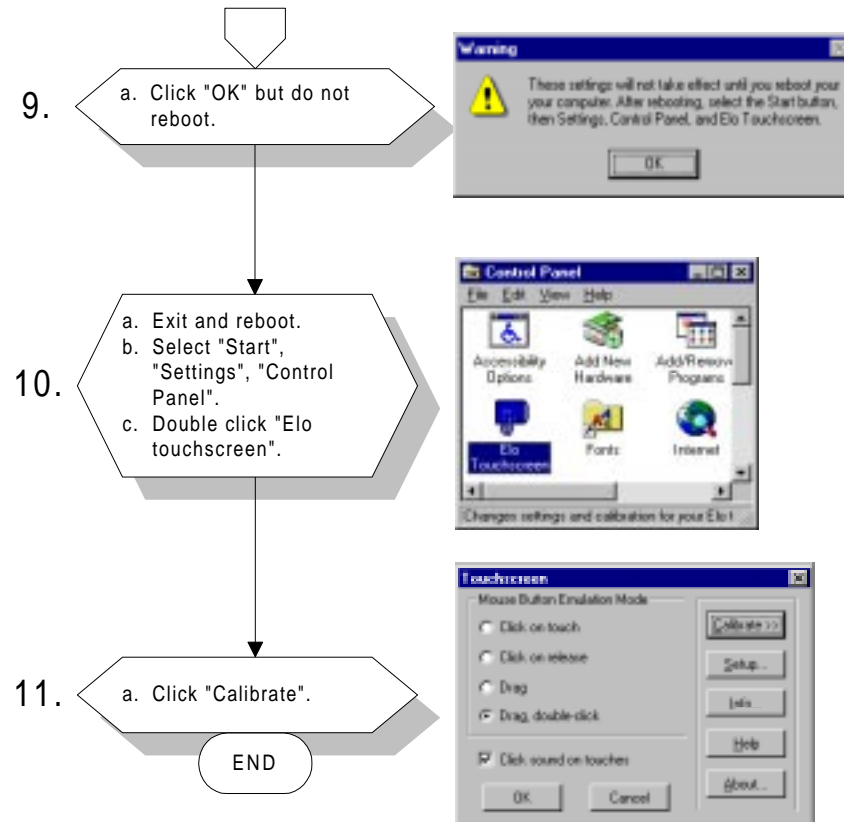 9.
a. Click "OK" but do not
reboot.
Warning
These settings will not take effect until you reboot your
your computer. After rebooting, select the Start button,
then Settings, Control Panel, and Elo Touchscreen.
OK
10.
a. Exit and reboot.
b. Select "Start",
"Settings", "Control
Panel".
c. Double click "Elo
touchscreen".
Control Panel
File Edit View Help
Accessibility
Options
Add New
Hardware
Add/Remove
Programs
Elo
Touchscreen
Fonts
Internet
Changes settings and calibration for your Elo t
11.
a. Click "Calibrate".
END
Touchscreen
Mouse Button Emulation Mode
Click on touch
Click on release
Drag
Drag, double-click
Click sound on touches
OK
Cancel
Calibrate >>
Setup...
Info...
Help
About...